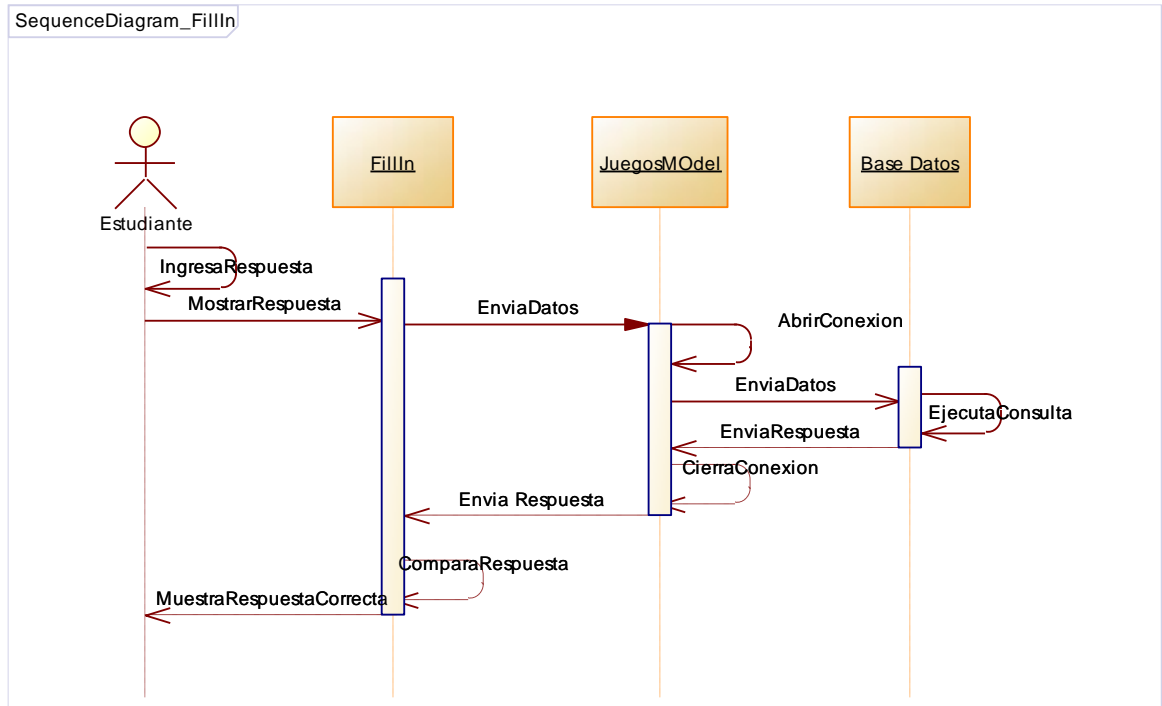 SequenceDiagram_FillIn
FillIn
JuegosMOdel
Base Datos
Estudiante
IngresaRespuesta
MostrarRespuesta
EnviaDatos
AbrirConexion
EnviaDatos
EjecutaConsulta
EnviaRespuesta
CierraConexion
Envia Respuesta
ComparaRespuesta
MuestraRespuestaCorrecta